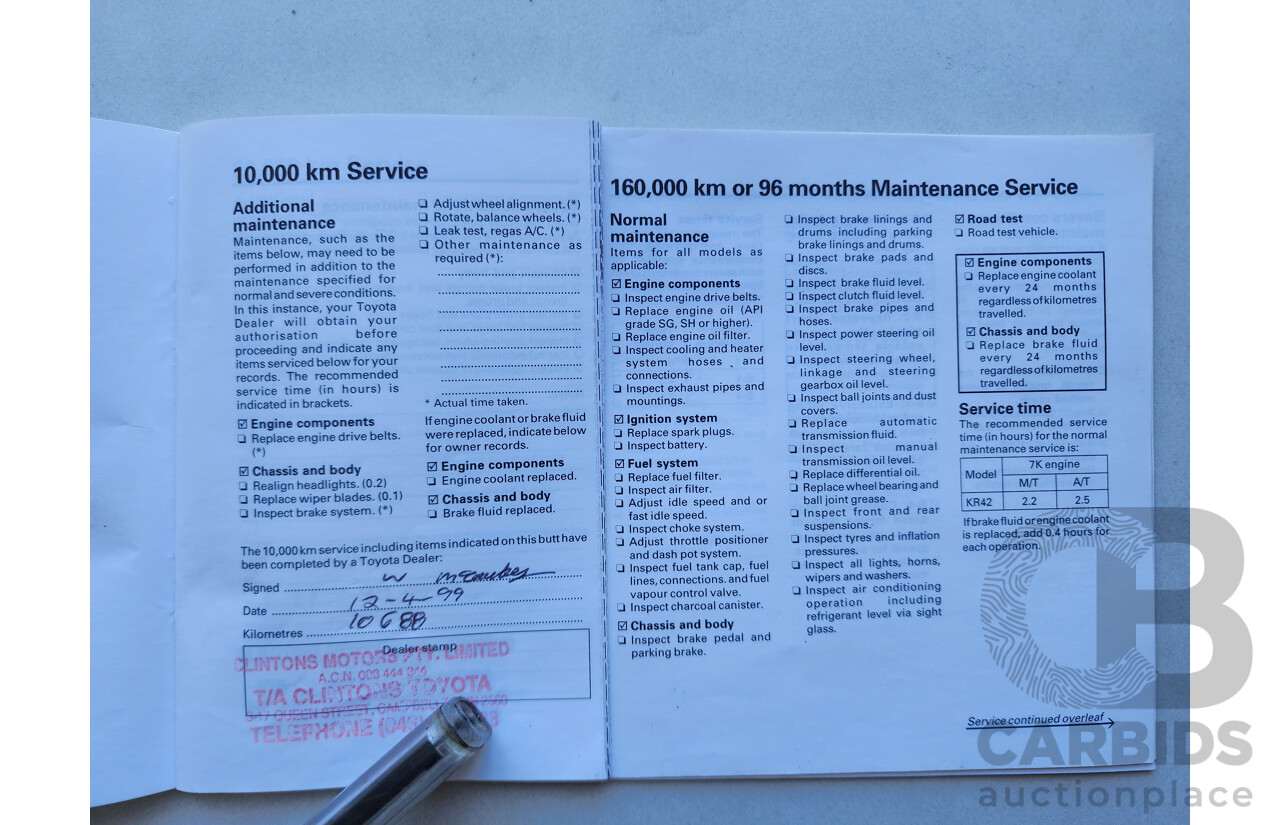 10,000 km Service
Additional
maintenance
Maintenance, such as the
items below, may need to be
performed in addition to the
maintenance specified for
normal and severe conditions.
In this instance, your Toyota
Dealer will obtain your
authorisation before
proceeding and indicate any
items serviced below for your
records. The recommended
service time (in hours) is
indicated in brackets.
☑ Engine components
❏ Replace engine drive belts.
(*)
☑ Chassis and body
❏ Realign headlights. (0.2)
❏ Replace wiper blades. (0.1)
❏ Inspect brake system. (*)
❏ Adjust wheel alignment. (*)
❏ Rotate, balance wheels. (*)
❏ Leak test, regas A/C. (*)
❏ Other maintenance as
required (*):
* Actual time taken.
If engine coolant or brake fluid
were replaced, indicate below
for owner records.
☑ Engine components
❏ Engine coolant replaced.
☑ Chassis and body
❏ Brake fluid replaced.
The 10,000 km service including items indicated on this butt have
been completed by a Toyota Dealer:
Signed W
Date 12-4-99
Kilometres 10688
Dealer stamp
CLINTONS MOTORS PTY. LIMITED
A.C.N. 003 444
T/A CLINTONS TOYOTA
QUEEN STREET,
TELEPHONE
160,000 km or 96 months Maintenance Service
Normal
maintenance
Items for all models as
applicable:
☑ Engine components
❏ Inspect engine drive belts.
❏ Replace engine oil (API
grade SG, SH or higher).
❏ Replace engine oil filter.
❏ Inspect cooling and heater
system hoses and
connections.
❏ Inspect exhaust pipes and
mountings.
☑ Ignition system
❏ Replace spark plugs.
❏ Inspect battery.
☑ Fuel system
❏ Replace fuel filter.
❏ Inspect air filter.
❏ Adjust idle speed and or
fast idle speed.
❏ Inspect choke system.
❏ Adjust throttle positioner
and dash pot system.
❏ Inspect fuel tank cap, fuel
lines, connections. and fuel
vapour control valve.
❏ Inspect charcoal canister.
☑ Chassis and body
❏ Inspect brake pedal and
parking brake.
❏ Inspect brake linings and
drums including parking
brake linings and drums.
❏ Inspect brake pads and
discs.
❏ Inspect brake fluid level.
❏ Inspect clutch fluid level.
❏ Inspect brake pipes and
hoses.
❏ Inspect power steering oil
level.
❏ Inspect steering wheel,
linkage and steering
gearbox oil level.
❏ Inspect ball joints and dust
covers.
❏ Replace automatic
transmission fluid.
❏ Inspect manual
transmission oil level.
❏ Replace differential oil.
❏ Replace wheel bearing and
ball joint grease.
❏ Inspect front and rear
suspensions.
❏ Inspect tyres and inflation
pressures.
❏ Inspect all lights, horns,
wipers and washers.
❏ Inspect air conditioning
operation including
refrigerant level via sight
glass.
☑ Road test
❏ Road test vehicle.
☑ Engine components
❏ Replace engine coolant
every 24 months
regardless of kilometres
travelled.
☑ Chassis and body
❏ Replace brake fluid
every 24 months
regardless of kilometres
travelled.
Service time
The recommended service
time (in hours) for the normal
maintenance service is:
Model 7K engine
M/T A/T
KR42 2.2 2.5
If brake fluid or engine coolant
is replaced, add 0.4 hours for
each operation.
Service continued overleaf
CARBIDS
auctionplace